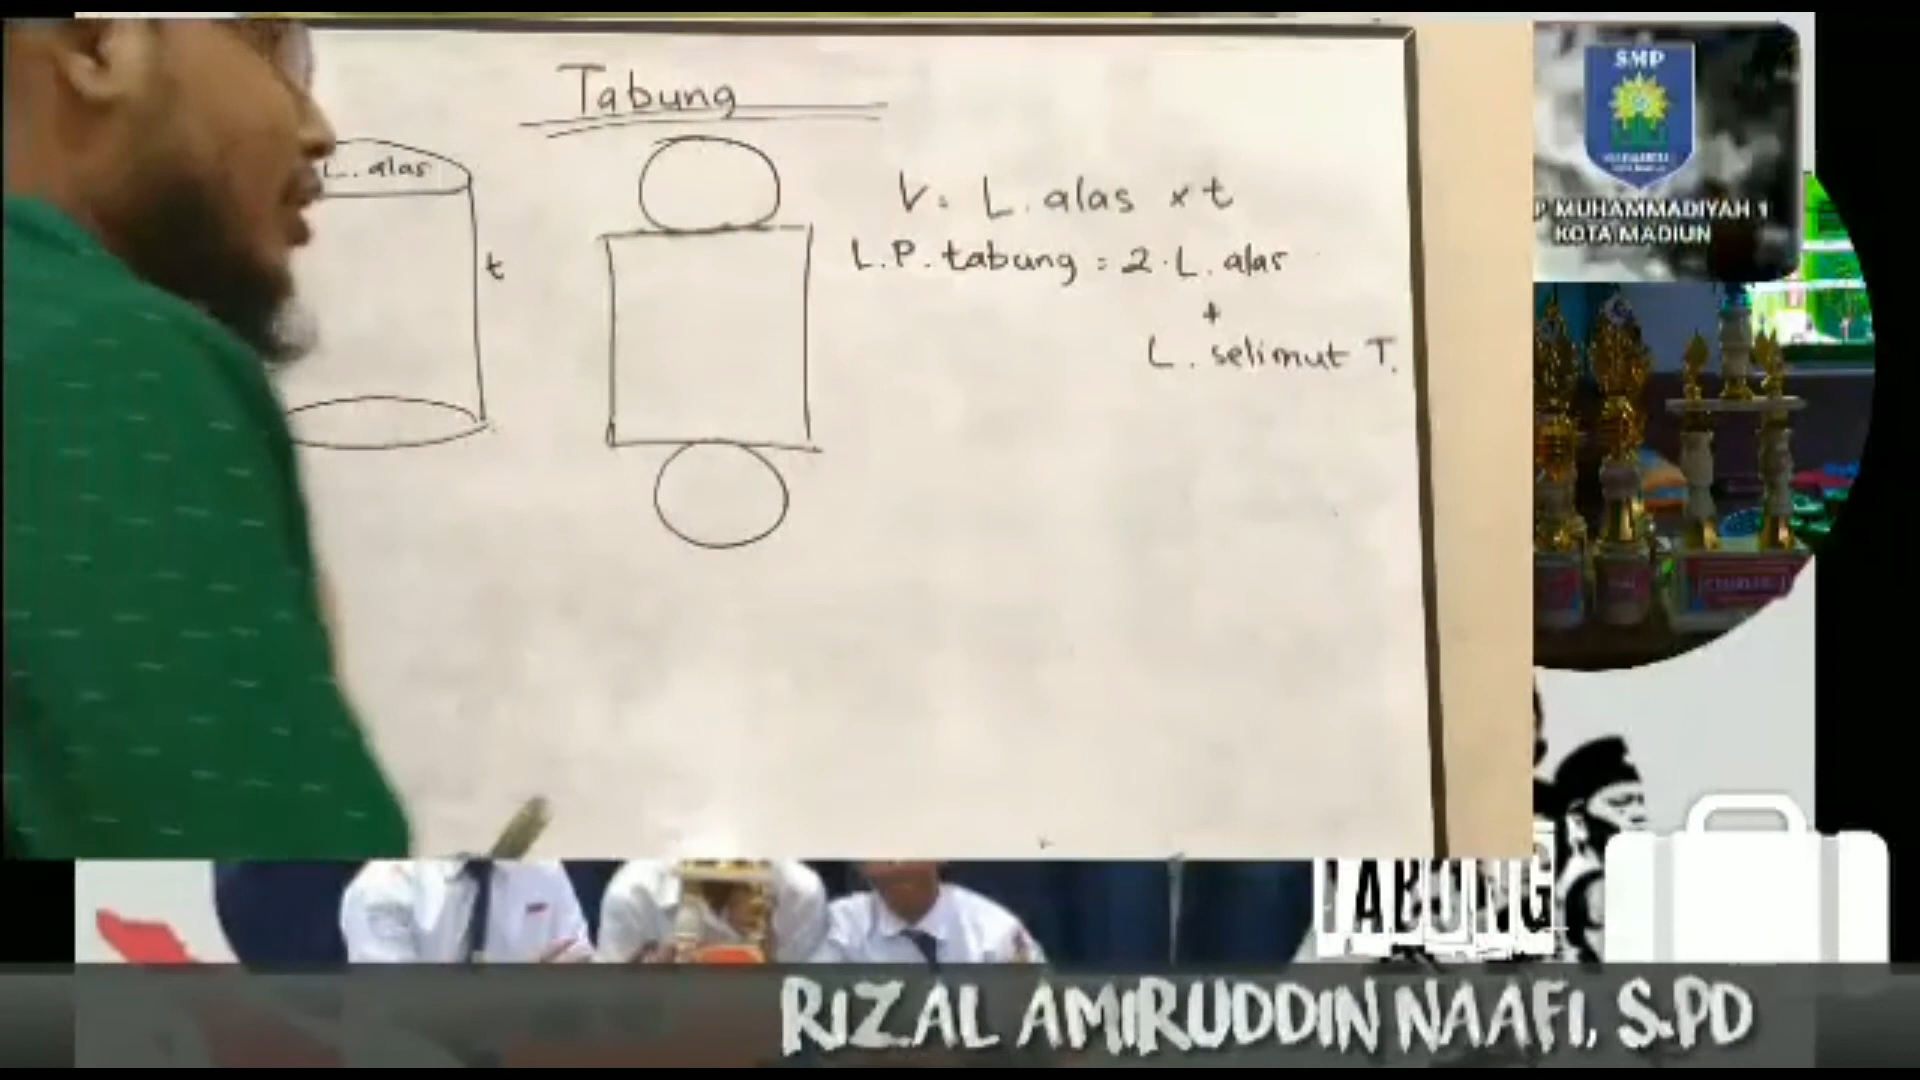 Tabung
L. alas
t
V = L. alas x t
L.P. tabung = 2. L. alas
+
L. selimut T.
SMP
P MUHAMMADIYAH 1
KOTA MADIUN
TABUNG
RIZAL AMIRUDDIN NAAFI, S.PD